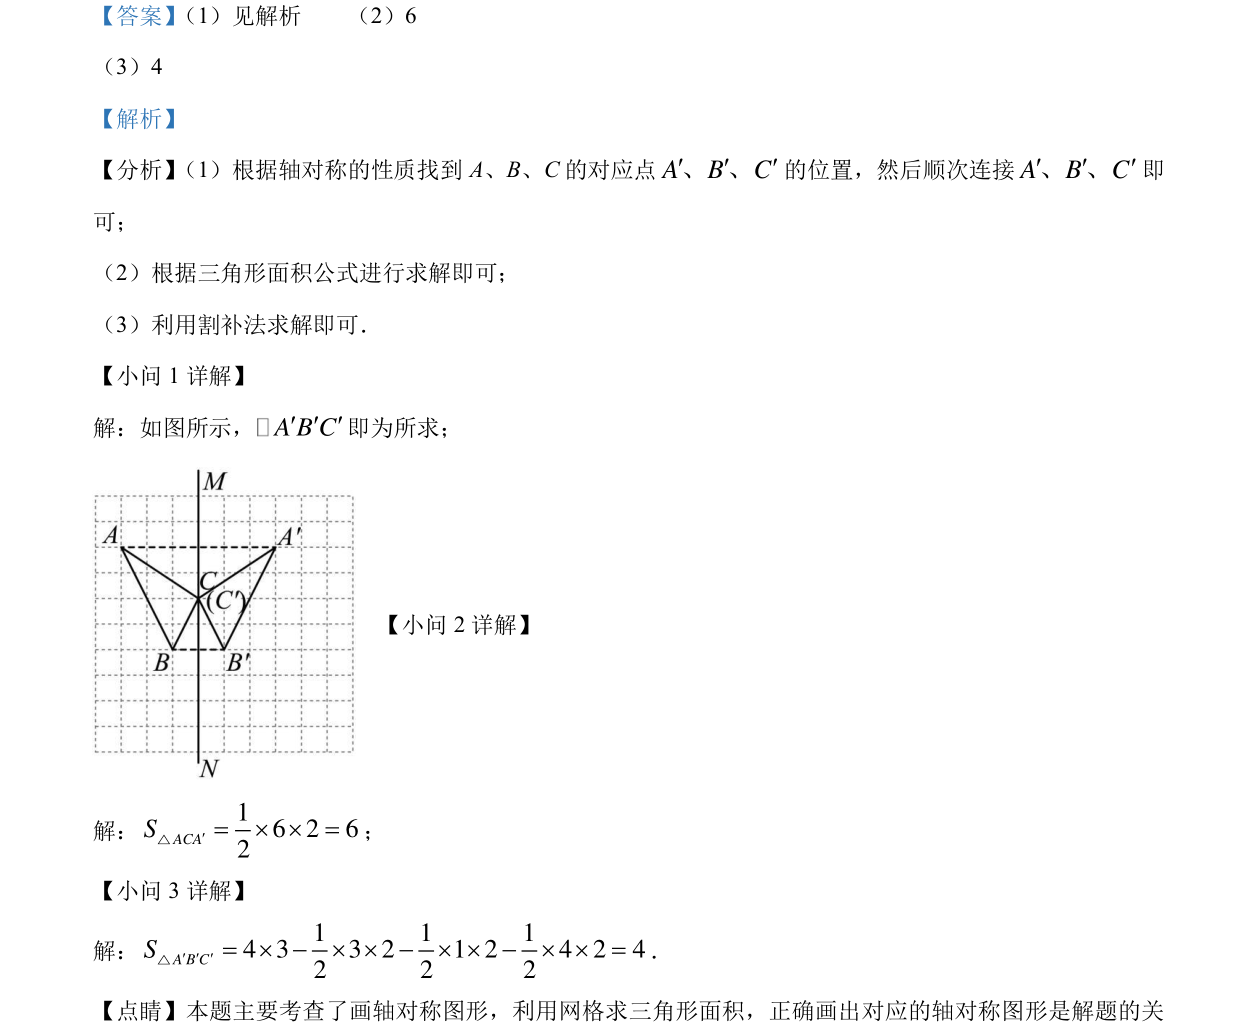 【答案】(1)见解析 (2)6
(3)4
【解析】
【分析】(1)根据轴对称的性质找到 A、B、C 的对应点 A′、B′、C′ 的位置，然后顺次连接 A′、B′、C′ 即
可；
(2)根据三角形面积公式进行求解即可；
(3)利用割补法求解即可．
【小问 1 详解】
解：如图所示，□A′B′C′ 即为所求；
M
A
A′
C
(C′)
【小问 2 详解】
B
B′
N
解：S△ACA′ = 1/2 ×6×2 = 6；
【小问 3 详解】
解：S△A′B′C′ = 4×3 − 1/2 ×3×2 − 1/2 ×1×2 − 1/2 ×4×2 = 4．
【点睛】本题主要考查了画轴对称图形，利用网格求三角形面积，正确画出对应的轴对称图形是解题的关